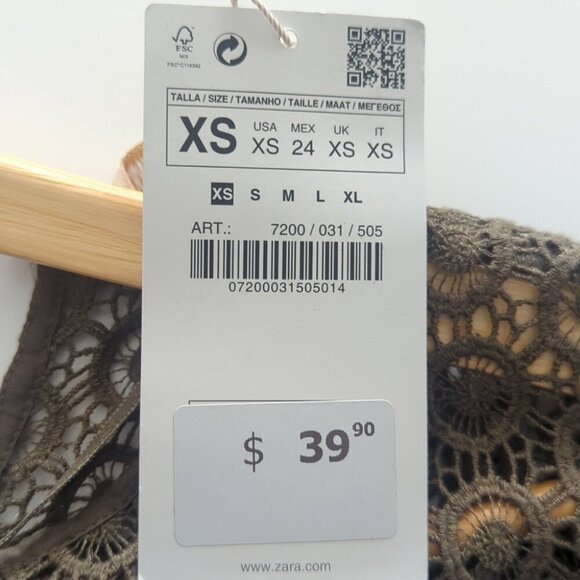 FSC
MIX
TALLA / SIZE / TAMANHO / TAILLE / MAAT / ΜΕΓΕΘΟΣ
XS USA XS MEX 24 UK XS IT XS
XS S M L XL
ART.: 7200 / 031 / 505
07200031505014
$ 39 90
www.zara.com